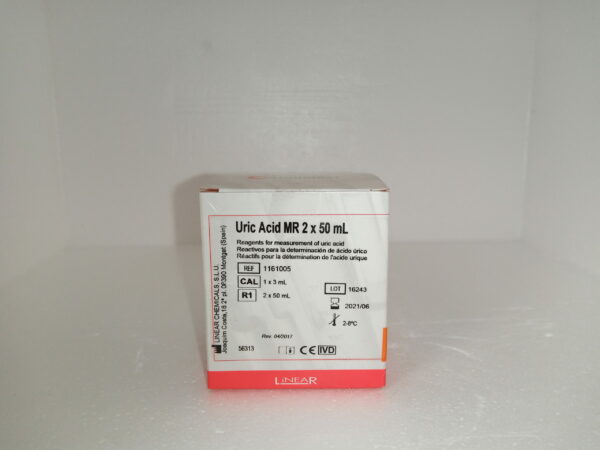 Uric Acid MR 2 x 50 mL
Reagents for measurement of uric acid
Reactivos para la determinación de ácido úrico
Réactifs pour la détermination de l'acide urique
REF 1161005
CAL 1 x 3 mL
R1 2 x 50 mL
LOT 16243
2021/06
2-8ºC
Rev. 04/2017
56313
CE IVD
LINEAR CHEMICALS, S.L.U.
Joaquim Costa, 18 2ª pl. 08390 Montgat (Spain)
LiNEAR